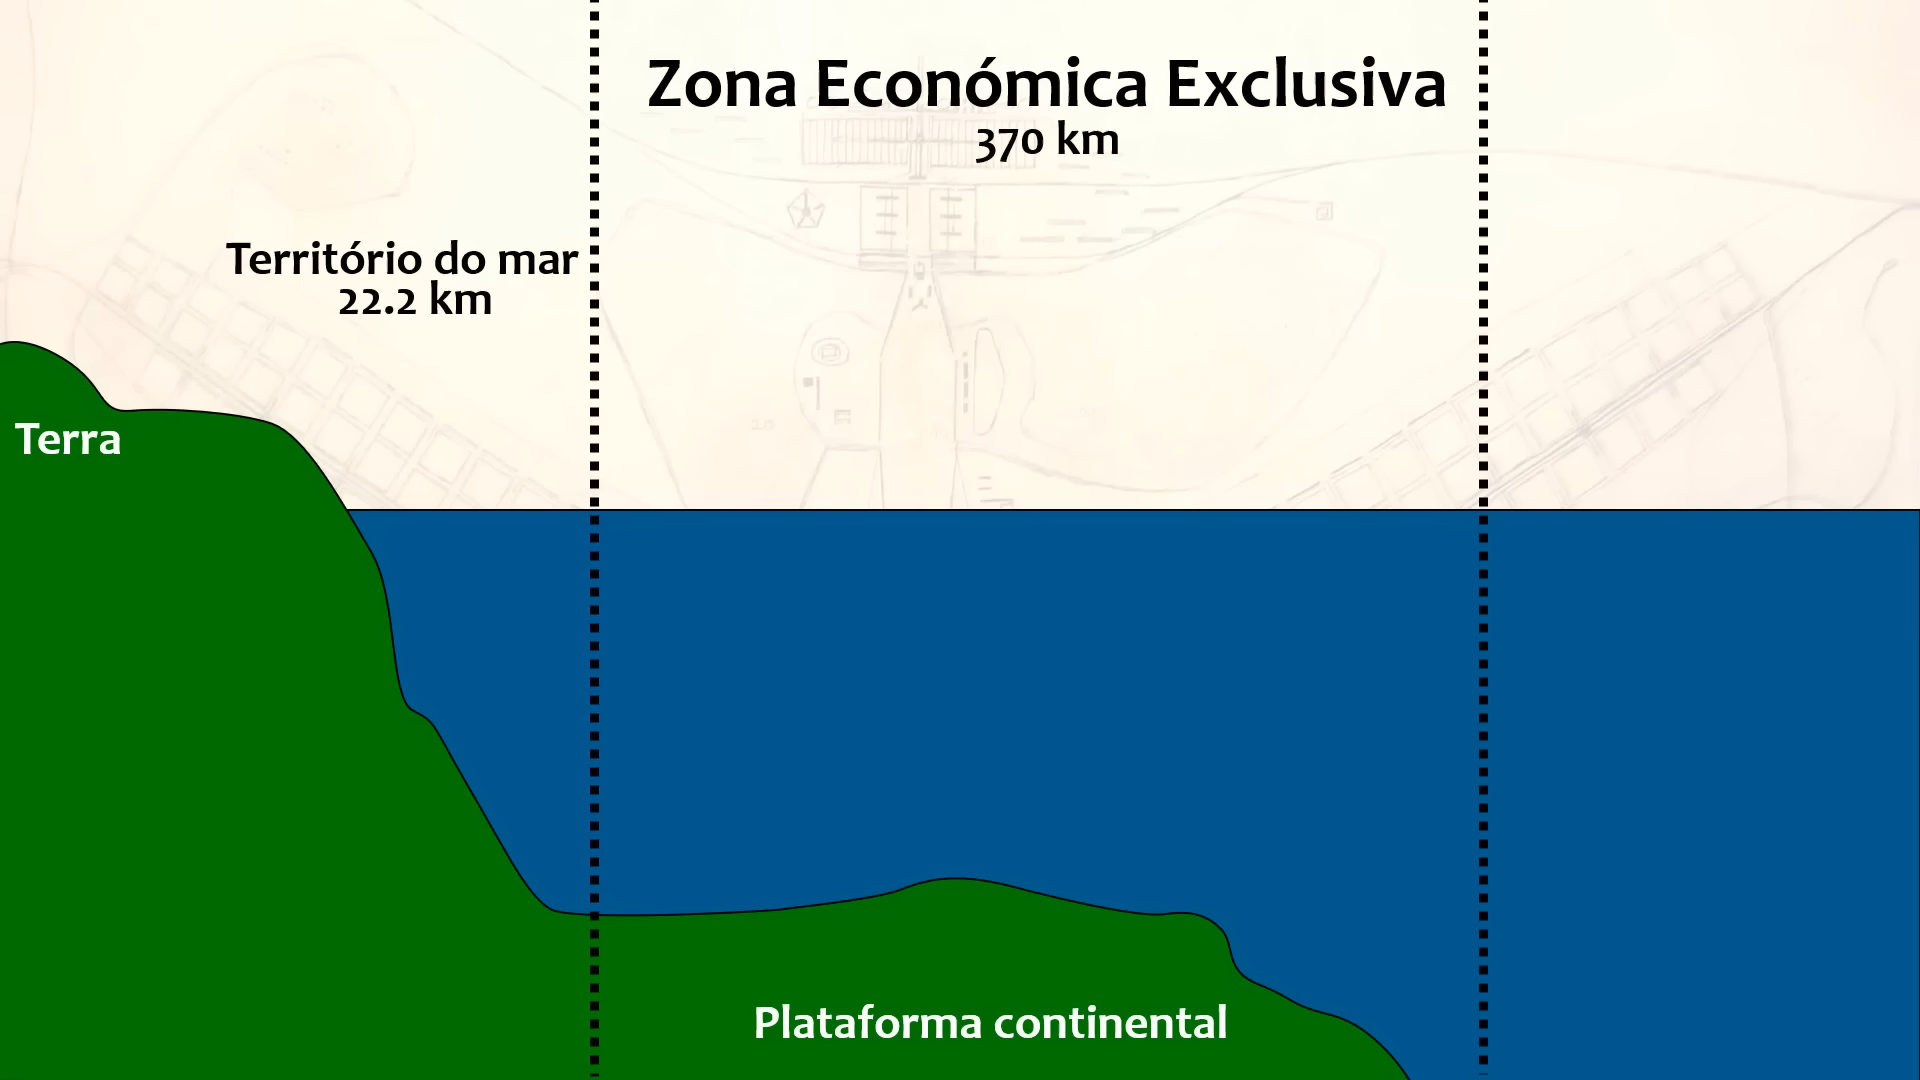 Zona Económica Exclusiva
370 km
Território do mar
22.2 km
Terra
Plataforma continental